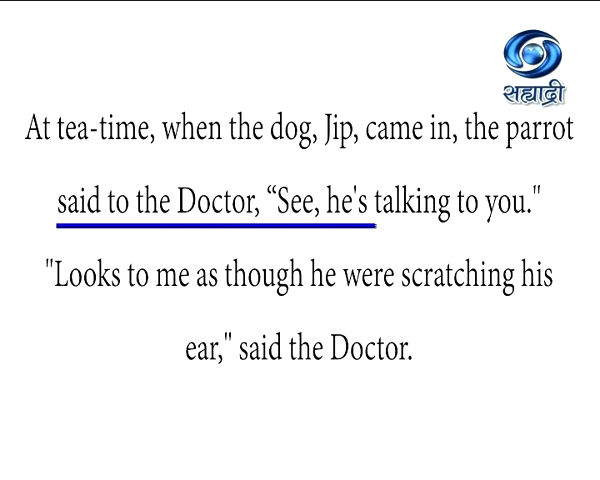 सह्याद्री
At tea-time, when the dog, Jip, came in, the parrot
said to the Doctor, “See, he's talking to you."
"Looks to me as though he were scratching his
ear," said the Doctor.